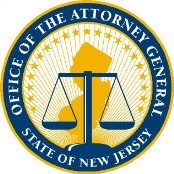 OFFICE OF THE ATTORNEY GENERAL
STATE OF NEW JERSEY